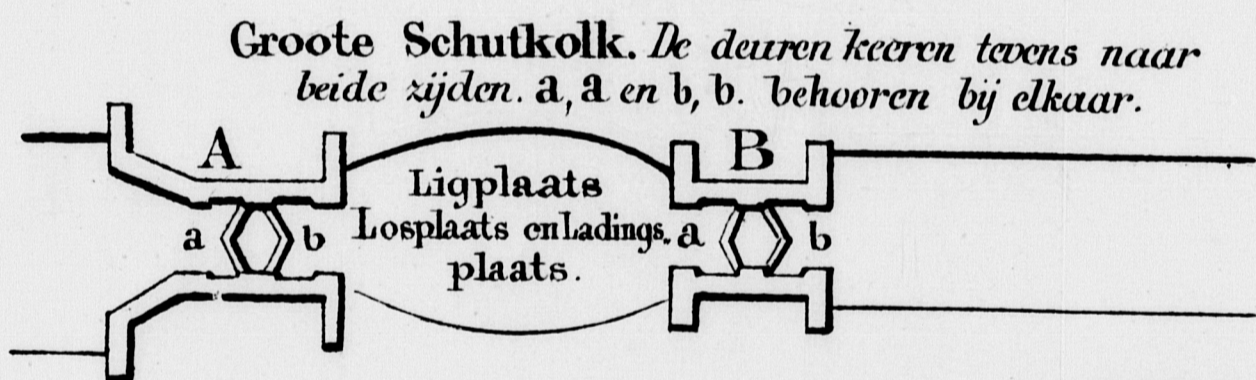 Groote Schutkolk. De deuren keeren tevens naar
beide zijden. a, a en b, b. behooren bij elkaar.
A
B
Ligplaats
Losplaats en Ladings.
plaats.
a
b
a
b